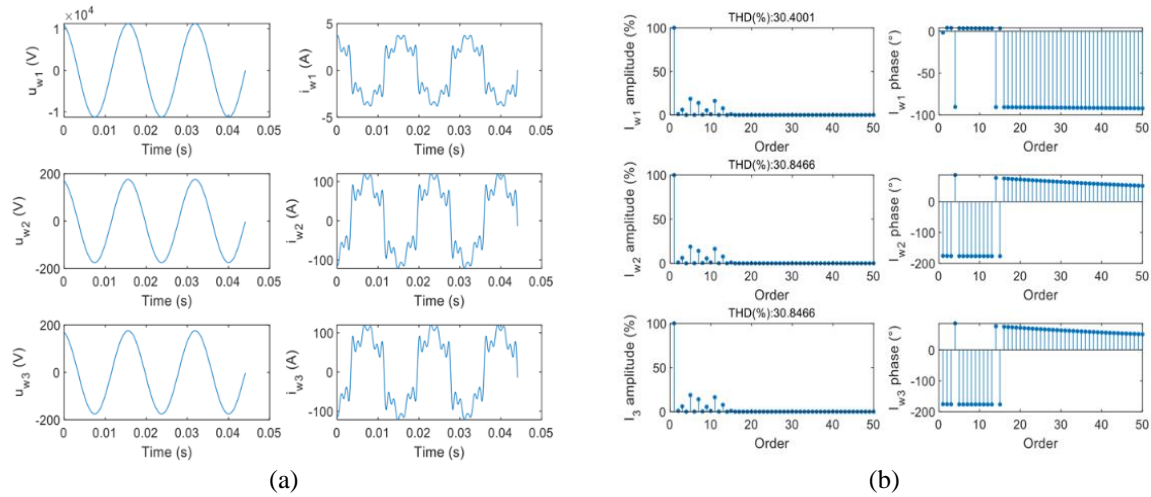 × 10⁴
1
0
-1
u_w1 (V)
0 0.01 0.02 0.03 0.04 0.05
Time (s)
5
0
-5
i_w1 (A)
0 0.01 0.02 0.03 0.04 0.05
Time (s)
200
0
-200
u_w2 (V)
0 0.01 0.02 0.03 0.04 0.05
Time (s)
100
0
-100
i_w2 (A)
0 0.01 0.02 0.03 0.04 0.05
Time (s)
200
0
-200
u_w3 (V)
0 0.01 0.02 0.03 0.04 0.05
Time (s)
100
0
-100
i_w3 (A)
0 0.01 0.02 0.03 0.04 0.05
Time (s)
(a)
THD(%):30.4001
100
50
0
I_w1 amplitude (%)
0 10 20 30 40 50
Order
0
-50
-100
I_w1 phase (°)
0 10 20 30 40 50
Order
THD(%):30.8466
100
50
0
I_w2 amplitude (%)
0 10 20 30 40 50
Order
0
-100
-200
I_w2 phase (°)
0 10 20 30 40 50
Order
THD(%):30.8466
100
50
0
I_3 amplitude (%)
0 10 20 30 40 50
Order
0
-100
-200
I_w3 phase (°)
0 10 20 30 40 50
Order
(b)